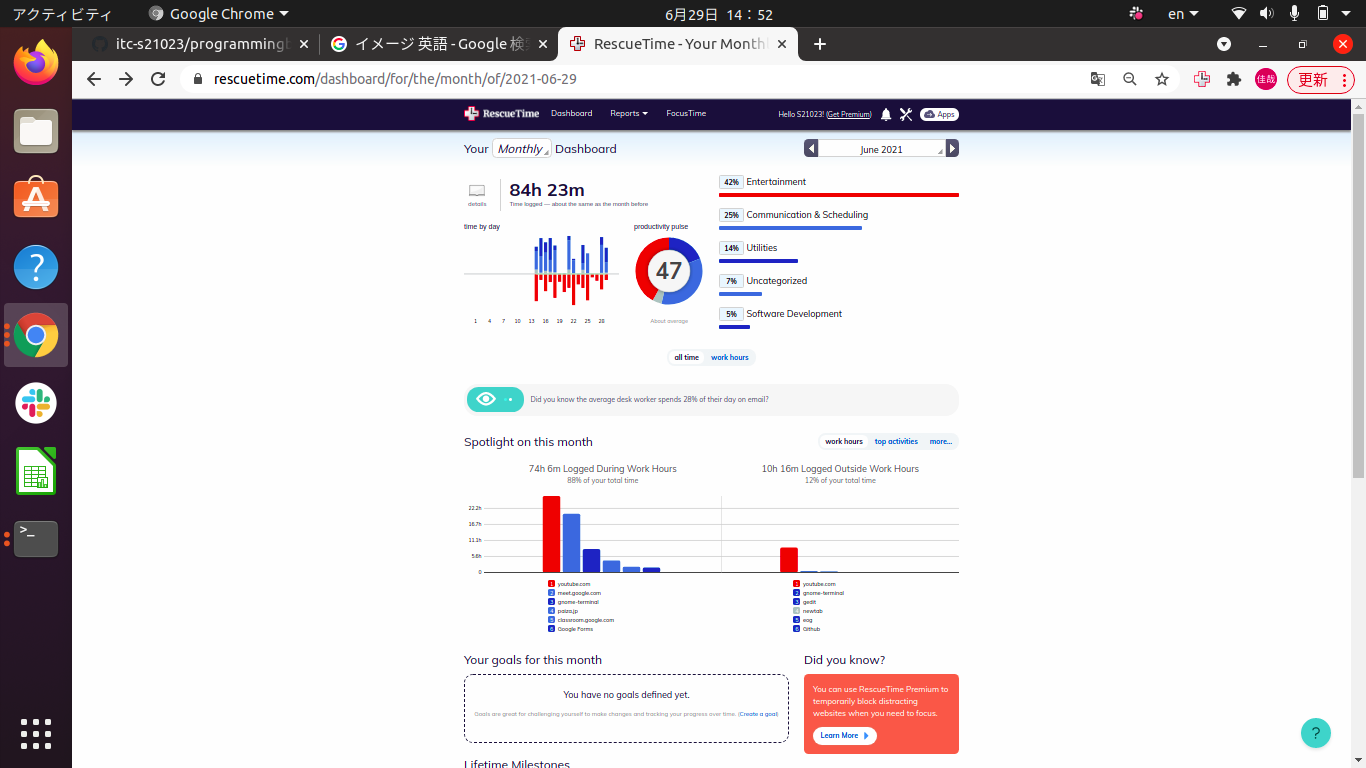 アクティビティ
Google Chrome
6月29日 14：52
en
itc-s21023/programming
イメージ 英語 - Google 検
RescueTime - Your Month
rescuetime.com/dashboard/for/the/month/of/2021-06-29
佳哉
更新
RescueTime
Dashboard
Reports
FocusTime
Hello S21023! (Get Premium)
Apps
Your Monthly Dashboard
June 2021
details
84h 23m
Time logged — about the same as the month before
time by day
1 4 7 10 13 16 19 22 25 28
productivity pulse
47
About average
42% Entertainment
25% Communication & Scheduling
14% Utilities
7% Uncategorized
5% Software Development
all time
work hours
Did you know the average desk worker spends 28% of their day on email?
Spotlight on this month
work hours
top activities
more...
74h 6m Logged During Work Hours
88% of your total time
10h 16m Logged Outside Work Hours
12% of your total time
22.2h
16.7h
11.1h
5.6h
0
1 youtube.com
2 meet.google.com
3 gnome-terminal
4 paiza.jp
5 classroom.google.com
6 Google Forms
1 youtube.com
2 gnome-terminal
3 gedit
4 newtab
5 eog
6 Github
Your goals for this month
You have no goals defined yet.
Goals are great for challenging yourself to make changes and tracking your progress over time. (Create a goal)
Did you know?
You can use RescueTime Premium to
temporarily block distracting
websites when you need to focus.
Learn More
?
Lifetime Milestones